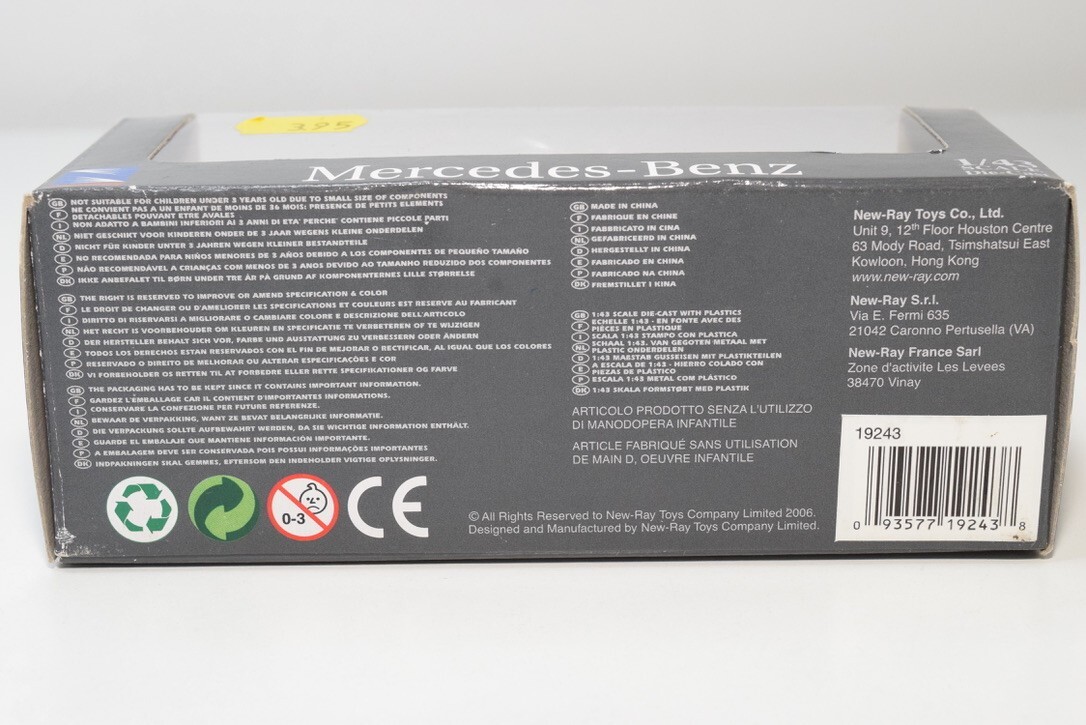 395
Mercedes-Benz
GB NOT SUITABLE FOR CHILDREN UNDER 3 YEARS OLD DUE TO SMALL SIZE OF COMPONENTS
F NE CONVIENT PAS A UN ENFANT DE MOINS DE 36 MOIS: PRESENCE DE PETITS ELEMENTS
DETACHABLES POUVANT ETRE AVALES
I NON ADATTO A BAMBINI INFERIORI AI 3 ANNI DI ETA' PERCHE' CONTIENE PICCOLE PARTI
NL NIET GESCHIKT VOOR KINDEREN ONDER DE 3 JAAR WEGENS KLEINE ONDERDELEN
D NICHT FÜR KINDER UNTER 3 JAHREN WEGEN KLEINER BESTANDTEILE
E NO RECOMENDADA PARA NIÑOS MENORES DE 3 AÑOS DEBIDO A LOS COMPONENTES DE PEQUEÑO TAMAÑO
P NÃO RECOMENDÁVEL A CRIANÇAS COM MENOS DE 3 ANOS DEVIDO AO TAMANHO REDUZIDO DOS COMPONENTES
DK IKKE ANBEFALET TIL BØRN UNDER TRE ÅR PÅ GRUND AF KOMPONENTERNES LILLE STØRRELSE
GB THE RIGHT IS RESERVED TO IMPROVE OR AMEND SPECIFICATION & COLOR
F LE DROIT DE CHANGER OU D'AMELIORER LES SPECIFICATIONS ET COULEURS EST RESERVE AU FABRICANT
I DIRITTO DI RISERVARSI A MIGLIORARE O CAMBIARE COLORE E DESCRIZIONE DELL'ARTICOLO
NL HET RECHT IS VOORBEHOUDER OM KLEUREN EN SPECIFICATIE TE VERBETEREN OF TE WIJZIGEN
D DER HERSTELLER BEHALT SICH VOR, FARBE UND AUSSTATTUNG ZU VERBESSERN ODER ÄNDERN
E TODOS LOS DERECHOS ESTAN RESERVADOS CON EL FIN DE MEJORAR O RECTIFICAR, AL IGUAL QUE LOS COLORES
P RESERVADO O DIREITO DE MELHORAR OU ALTERAR ESPECIFICAÇÕES E COR
DK VI FORBEHOLDER OS RETTEN TIL AT FORBEDRE ELLER RETTE SPECIFIKATIONER OG FARVE
GB THE PACKAGING HAS TO BE KEPT SINCE IT CONTAINS IMPORTANT INFORMATION.
F GARDEZ L'EMBALLAGE CAR IL CONTIENT D'IMPORTANTES INFORMATIONS.
I CONSERVARE LA CONFEZIONE PER FUTURE REFERENZE.
NL BEWAAR DE VERPAKKING, WANT ZE BEVAT BELANGRIJKE INFORMATIE.
D DIE VERPACKUNG SOLLTE AUFBEWAHRT WERDEN, DA SIE WICHTIGE INFORMATION ENTHÄLT.
E GUARDE EL EMBALAJE QUE MANTIENE INFORMACIÓN IMPORTANTE.
P A EMBALAGEM DEVE SER CONSERVADA POIS POSSUI INFORMAÇÕES IMPORTANTES
DK INDPAKNINGEN SKAL GEMMES, EFTERSOM DEN INDEHOLDER VIGTIGE OPLYSNINGER.
0-3
CE
GB MADE IN CHINA
F FABRIQUE EN CHINE
I FABBRICATO IN CINA
NL GEFABRICEERD IN CHINA
D HERGESTELLT IN CHINA
E FABRICADO EN CHINA
P FABRICADO NA CHINA
DK FREMSTILLET I KINA
GB 1:43 SCALE DIE-CAST WITH PLASTICS
F ECHELLE 1:43 - EN FONTE AVEC DES
PIÈCES EN PLASTIQUE
I SCALA 1:43 STAMPO CON PLASTICA
NL SCHAAL 1:43. VAN GEGOTEN METAAL MET
PLASTIC ONDERDELEN
D 1:43 MAßSTAB GUSSEISEN MIT PLASTIKTEILEN
E A ESCALA DE 1:43 - HIERRO COLADO CON
PIEZAS DE PLÁSTICO
P ESCALA 1:43 METAL COM PLÁSTICO
DK 1:43 SKALA FORMSTØBT MED PLASTIK
ARTICOLO PRODOTTO SENZA L'UTILIZZO
DI MANODOPERA INFANTILE
ARTICLE FABRIQUÉ SANS UTILISATION
DE MAIN D, OEUVRE INFANTILE
© All Rights Reserved to New-Ray Toys Company Limited 2006.
Designed and Manufactured by New-Ray Toys Company Limited.
New-Ray Toys Co., Ltd.
Unit 9, 12th Floor Houston Centre
63 Mody Road, Tsimshatsui East
Kowloon, Hong Kong
www.new-ray.com
New-Ray S.r.l.
Via E. Fermi 635
21042 Caronno Pertusella (VA)
New-Ray France Sarl
Zone d'activite Les Levees
38470 Vinay
19243
0 93577 19243 8